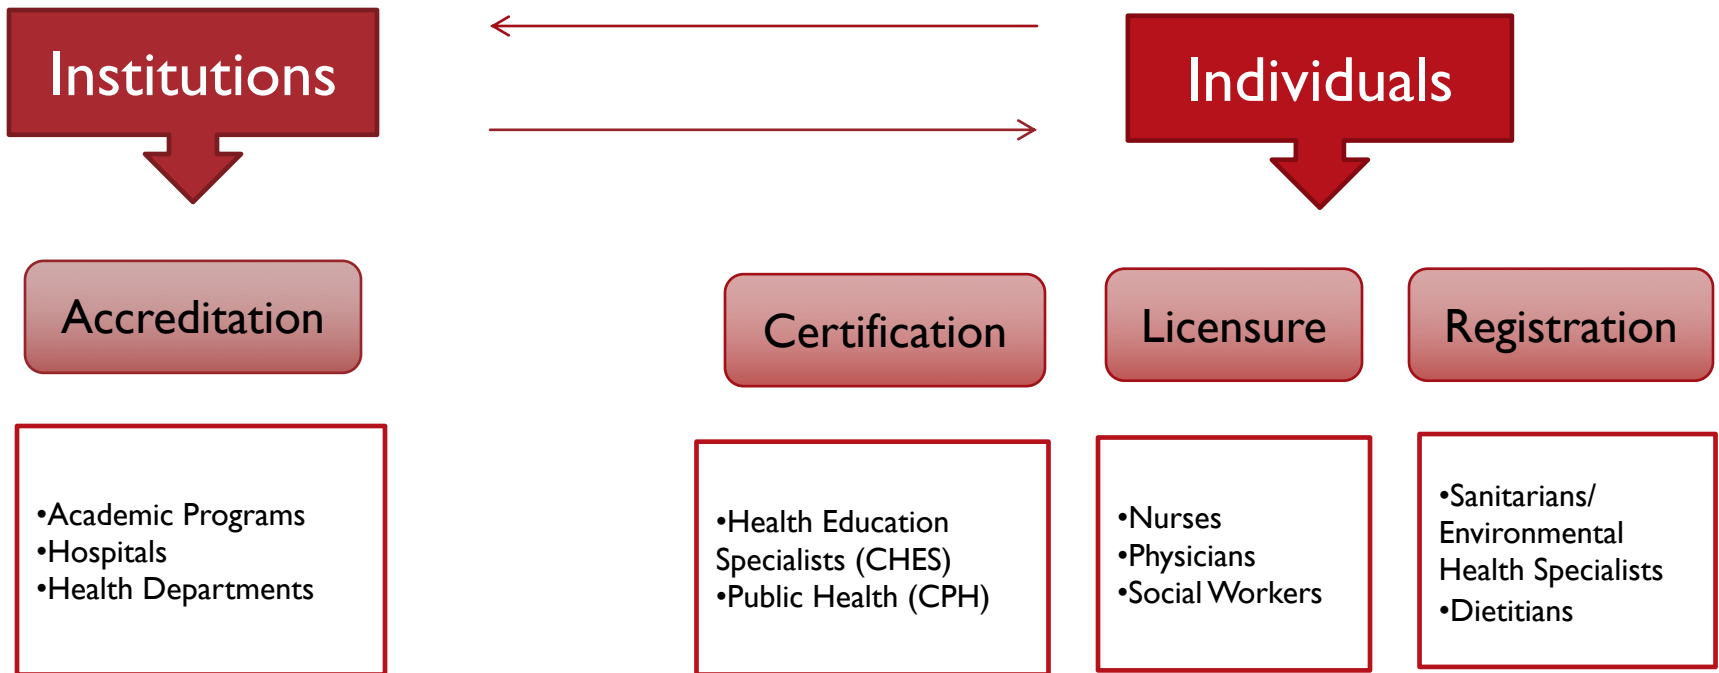 Institutions
Individuals
Accreditation
Certification
Licensure
Registration
•Academic Programs
•Hospitals
•Health Departments
•Health Education
Specialists (CHES)
•Public Health (CPH)
•Nurses
•Physicians
•Social Workers
•Sanitarians/
Environmental
Health Specialists
•Dietitians